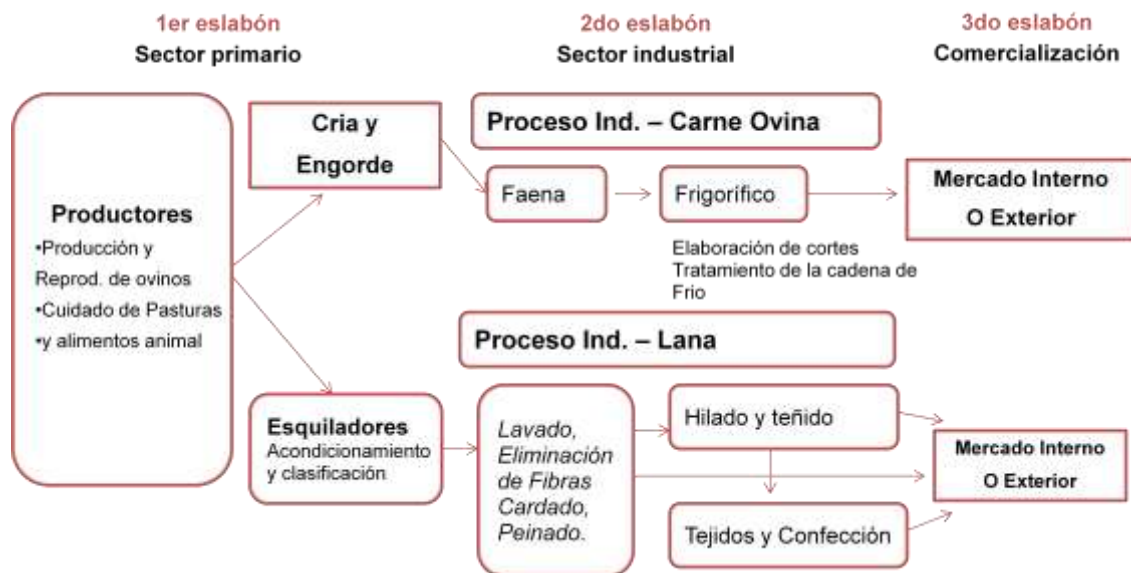 1er eslabón
Sector primario
2do eslabón
Sector industrial
3do eslabón
Comercialización
Productores
•Producción y
Reprod. de ovinos
•Cuidado de Pasturas
•y alimentos animal
Cria y
Engorde
Proceso Ind. – Carne Ovina
Faena
Frigorífico
Elaboración de cortes
Tratamiento de la cadena de
Frio
Mercado Interno
O Exterior
Proceso Ind. – Lana
Esquiladores
Acondicionamiento
y clasificación
Lavado,
Eliminación
de Fibras
Cardado,
Peinado.
Hilado y teñido
Tejidos y Confección
Mercado Interno
O Exterior